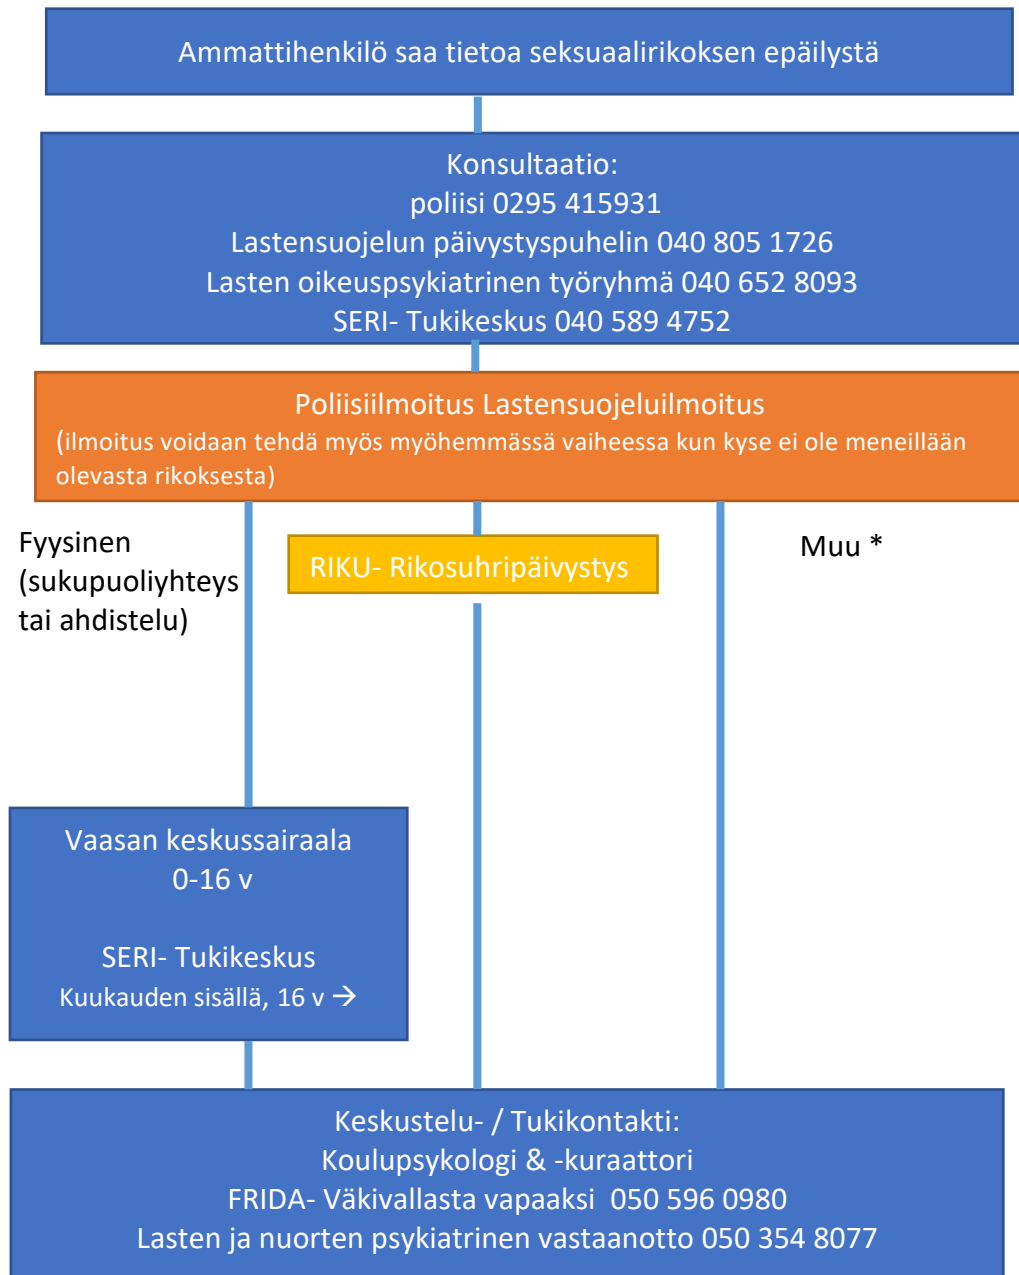 Ammattihenkilö saa tietoa seksuaalirikoksen epäilystä
Konsultaatio:
poliisi 0295 415931
Lastensuojelun päivystyspuhelin 040 805 1726
Lasten oikeuspsykiatrinen työryhmä 040 652 8093
SERI- Tukikeskus 040 589 4752
Poliisiilmoitus Lastensuojeluilmoitus
(ilmoitus voidaan tehdä myös myöhemmässä vaiheessa kun kyse ei ole meneillään
olevasta rikoksesta)
Fyysinen
(sukupuoliyhteys
tai ahdistelu)
RIKU- Rikosuhripäivystys
Muu *
Vaasan keskussairaala
0-16 v
SERI- Tukikeskus
Kuukauden sisällä, 16 v →
Keskustelu- / Tukikontakti:
Koulupsykologi & -kuraattori
FRIDA- Väkivallasta vapaaksi 050 596 0980
Lasten ja nuorten psykiatrinen vastaanotto 050 354 8077